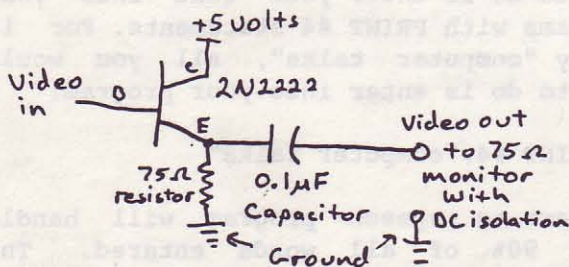 +5 volts
C
2N2222
Video
in
B
E
75Ω
resistor
0.1µF
Capacitor
Video out
to 75Ω
monitor
with
DC isolation
Ground